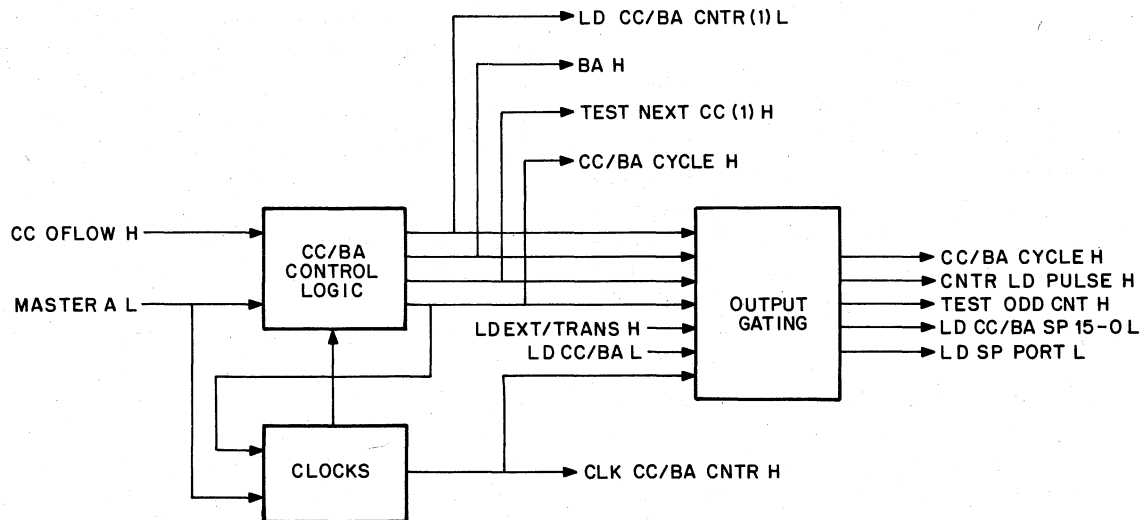 LD CC/BA CNTR (1) L
BA H
TEST NEXT CC (1) H
CC/BA CYCLE H
CC OFLOW H
MASTER A L
CC/BA
CONTROL
LOGIC
LD EXT/TRANS H
LD CC/BA L
OUTPUT
GATING
CC/BA CYCLE H
CNTR LD PULSE H
TEST ODD CNT H
LD CC/BA SP 15-0 L
LD SP PORT L
CLOCKS
CLK CC/BA CNTR H